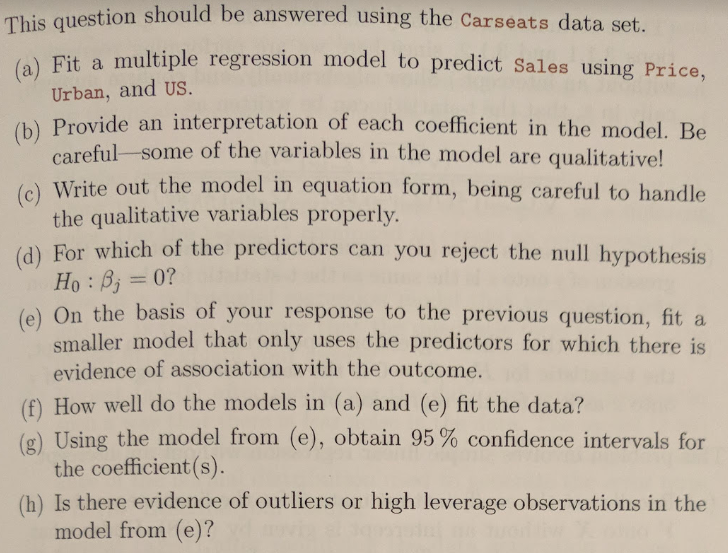 This question should be answered using the Carseats data set.
(a) Fit a multiple regression model to predict Sales using Price,
Urban, and US.
(b) Provide an interpretation of each coefficient in the model. Be
careful—some of the variables in the model are qualitative!
(c) Write out the model in equation form, being careful to handle
the qualitative variables properly.
(d) For which of the predictors can you reject the null hypothesis
H₀ : βⱼ = 0?
(e) On the basis of your response to the previous question, fit a
smaller model that only uses the predictors for which there is
evidence of association with the outcome.
(f) How well do the models in (a) and (e) fit the data?
(g) Using the model from (e), obtain 95 % confidence intervals for
the coefficient(s).
(h) Is there evidence of outliers or high leverage observations in the
model from (e)?